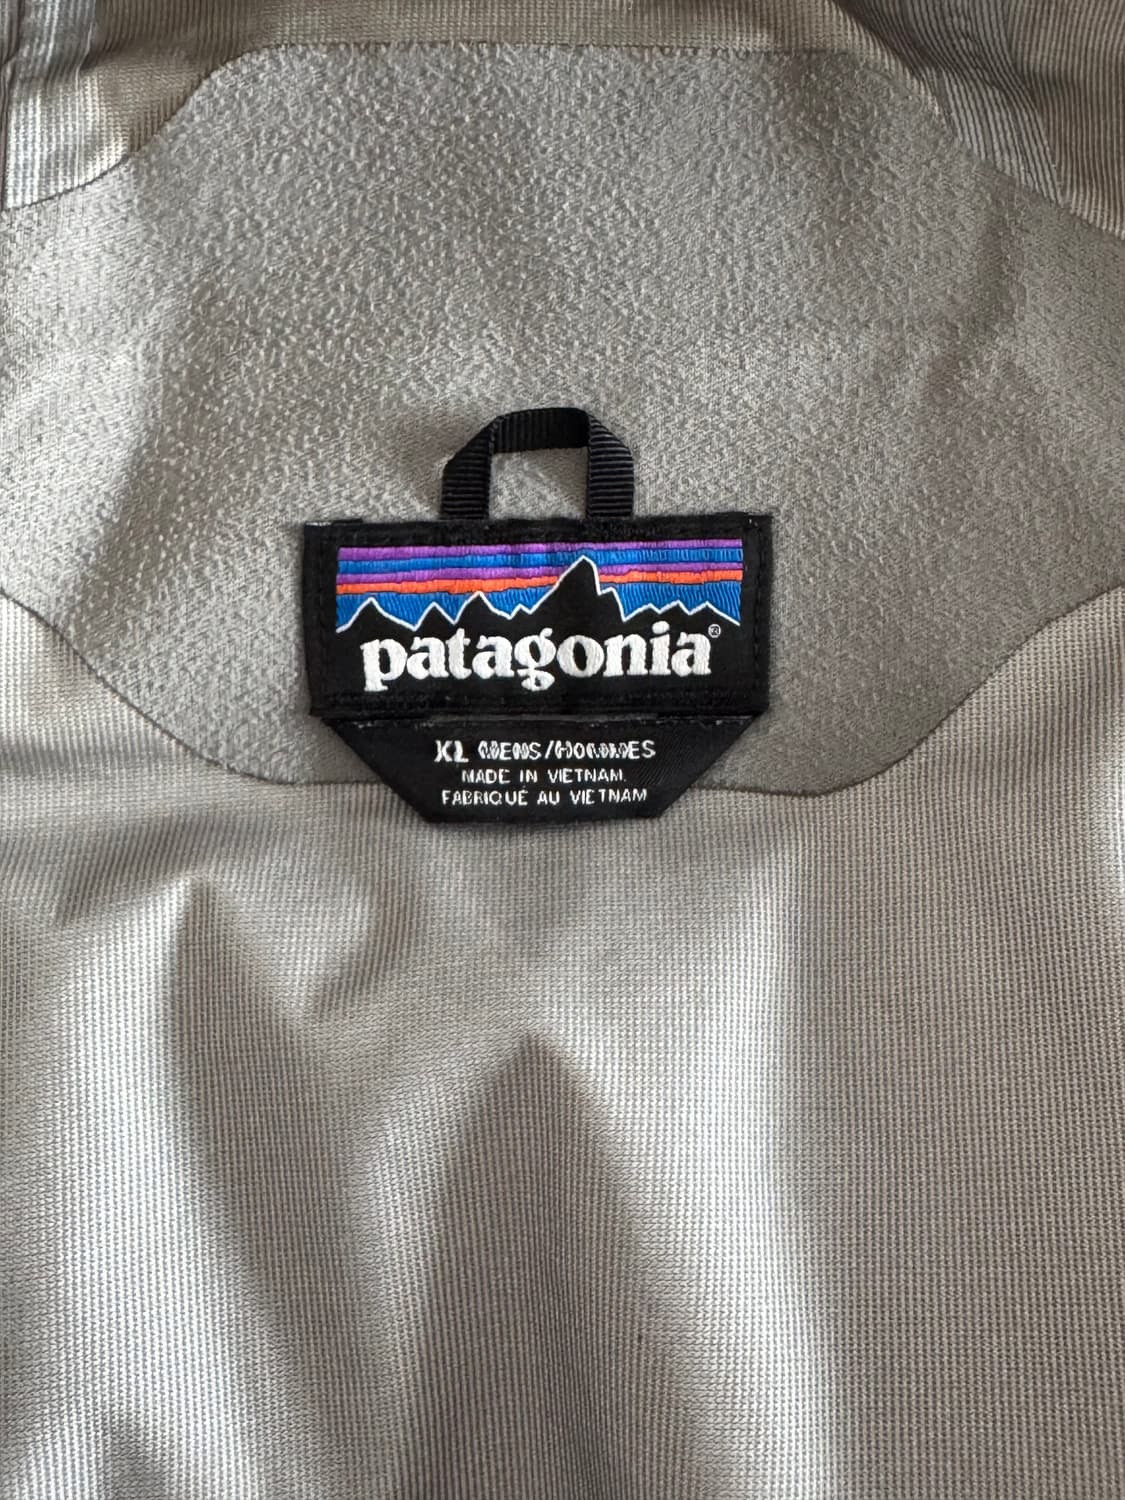 patagonia®
XL MENS/HOMMES
MADE IN VIETNAM.
FABRIQUÉ AU VIETNAM